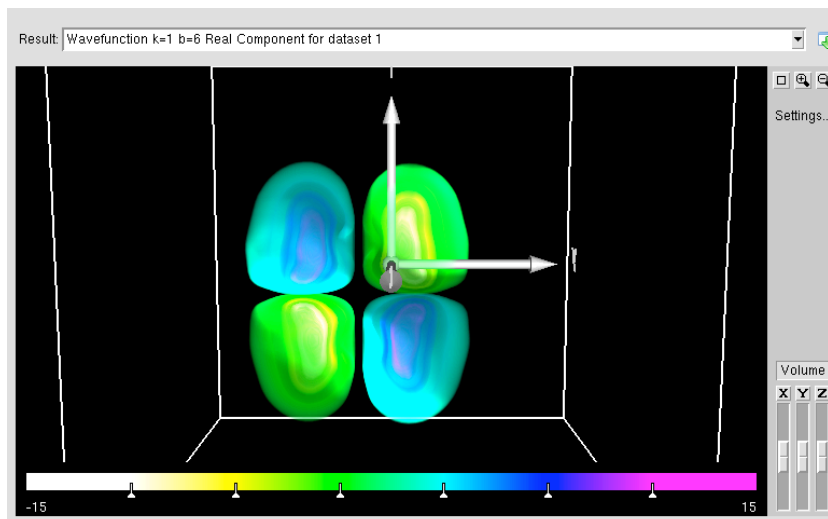 Result: Wavefunction k=1 b=6 Real Component for dataset 1
Settings..
Volume
X Y Z
-15 15